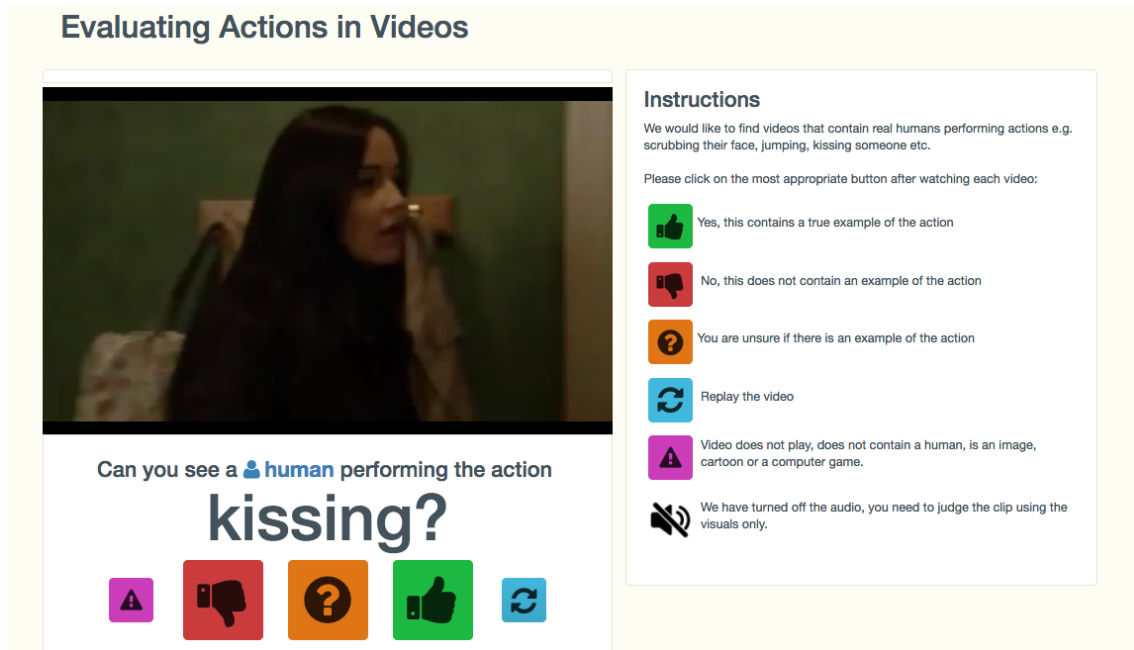 Evaluating Actions in Videos
Can you see a human performing the action
kissing?
Instructions
We would like to find videos that contain real humans performing actions e.g.
scrubbing their face, jumping, kissing someone etc.
Please click on the most appropriate button after watching each video:
Yes, this contains a true example of the action
No, this does not contain an example of the action
?
You are unsure if there is an example of the action
Replay the video
Video does not play, does not contain a human, is an image,
cartoon or a computer game.
We have turned off the audio, you need to judge the clip using the
visuals only.
?